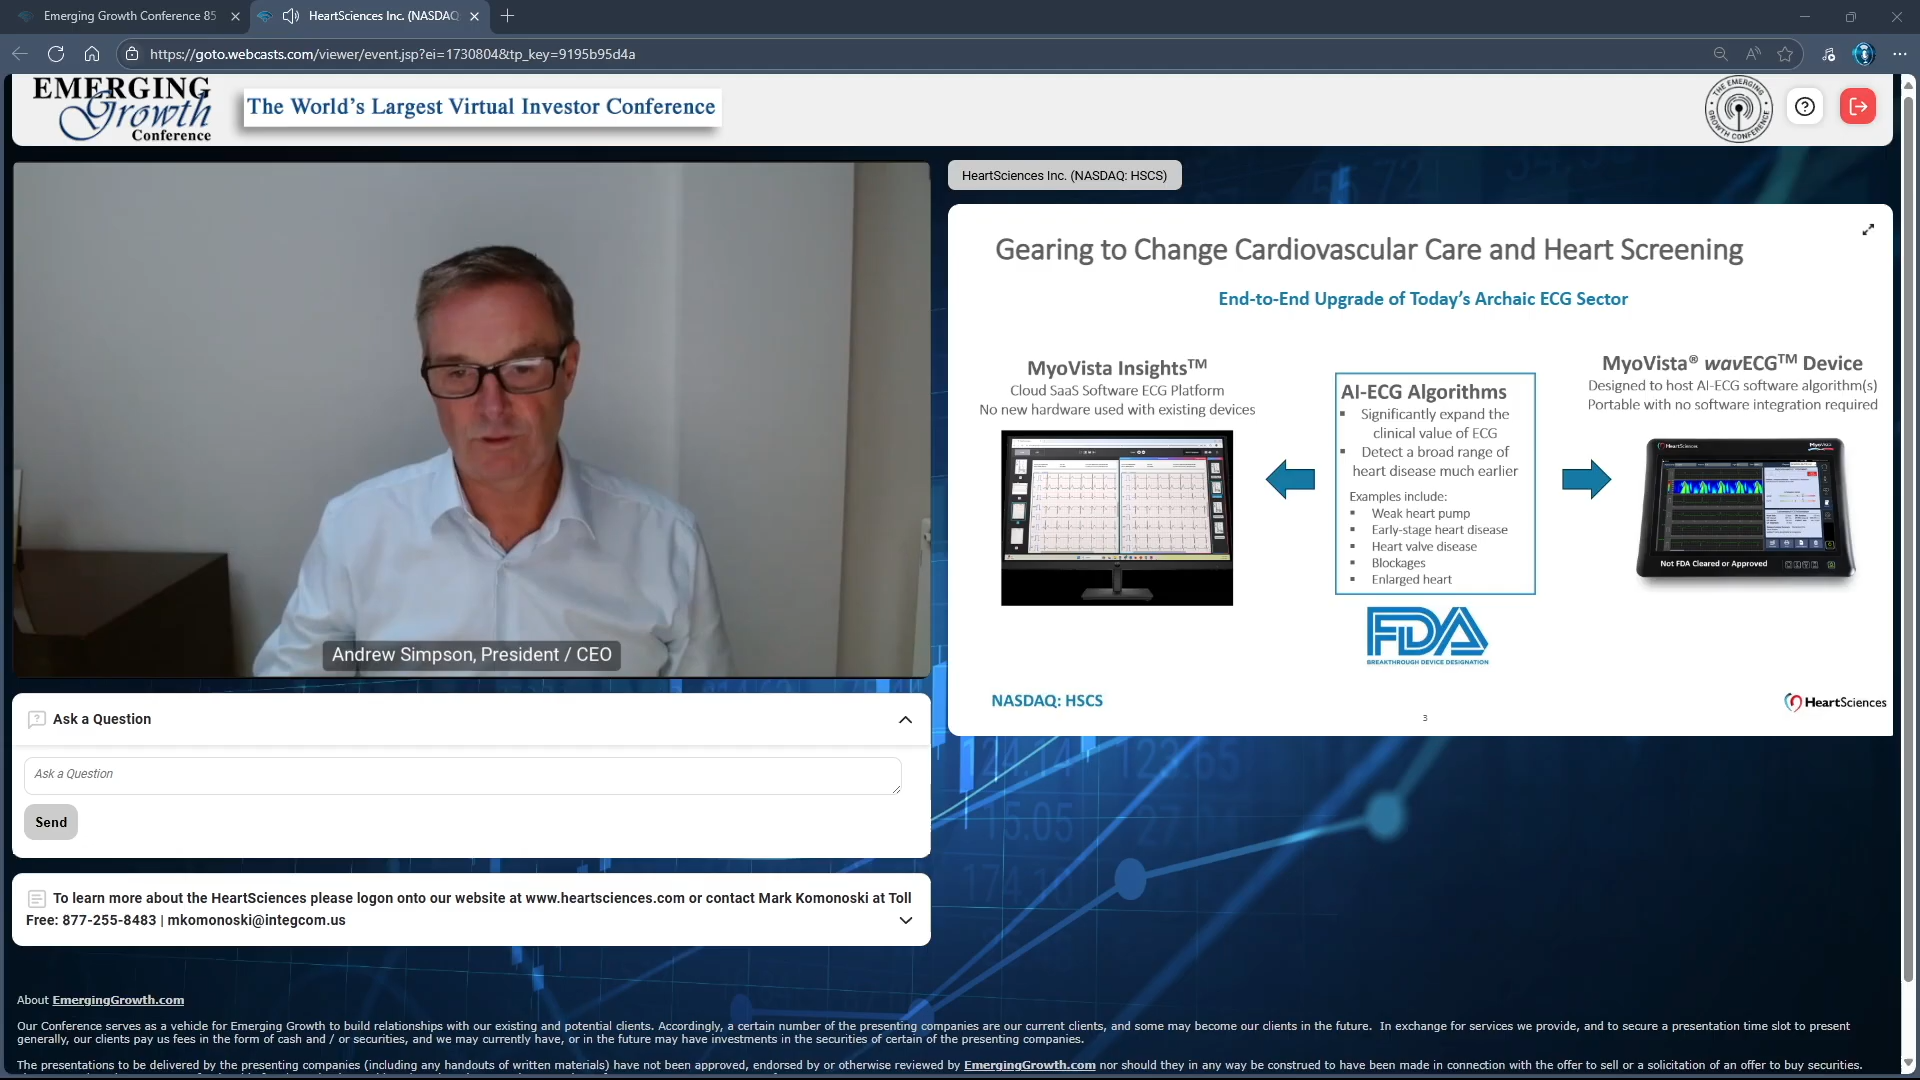 Emerging Growth Conference 85
HeartSciences Inc. (NASDAQ
https://goto.webcasts.com/viewer/event.jsp?ei=1730804&tp_key=9195b95d4a
EMERGING
Growth
Conference
The World's Largest Virtual Investor Conference
THE EMERGING
GROWTH CONFERENCE
HeartSciences Inc. (NASDAQ: HSCS)
Gearing to Change Cardiovascular Care and Heart Screening
End-to-End Upgrade of Today's Archaic ECG Sector
MyoVista Insights™
Cloud SaaS Software ECG Platform
No new hardware used with existing devices
AI-ECG Algorithms
▪ Significantly expand the
clinical value of ECG
▪ Detect a broad range of
heart disease much earlier
Examples include:
▪ Weak heart pump
▪ Early-stage heart disease
▪ Heart valve disease
▪ Blockages
▪ Enlarged heart
FDA
BREAKTHROUGH DEVICE DESIGNATION
MyoVista® wavECG™ Device
Designed to host AI-ECG software algorithm(s)
Portable with no software integration required
HeartSciences
MyoVista
Not FDA Cleared or Approved
NASDAQ: HSCS
3
HeartSciences
Andrew Simpson, President / CEO
Ask a Question
Ask a Question
Send
To learn more about the HeartSciences please logon onto our website at www.heartsciences.com or contact Mark Komonoski at Toll
Free: 877-255-8483 | mkomonoski@integcom.us
About EmergingGrowth.com
Our Conference serves as a vehicle for Emerging Growth to build relationships with our existing and potential clients. Accordingly, a certain number of the presenting companies are our current clients, and some may become our clients in the future. In exchange for services we provide, and to secure a presentation time slot to present
generally, our clients pay us fees in the form of cash and / or securities, and we may currently have, or in the future may have investments in the securities of certain of the presenting companies.
The presentations to be delivered by the presenting companies (including any handouts of written materials) have not been approved, endorsed by or otherwise reviewed by EmergingGrowth.com nor should they in any way be construed to have been made in connection with the offer to sell or a solicitation of an offer to buy securities.